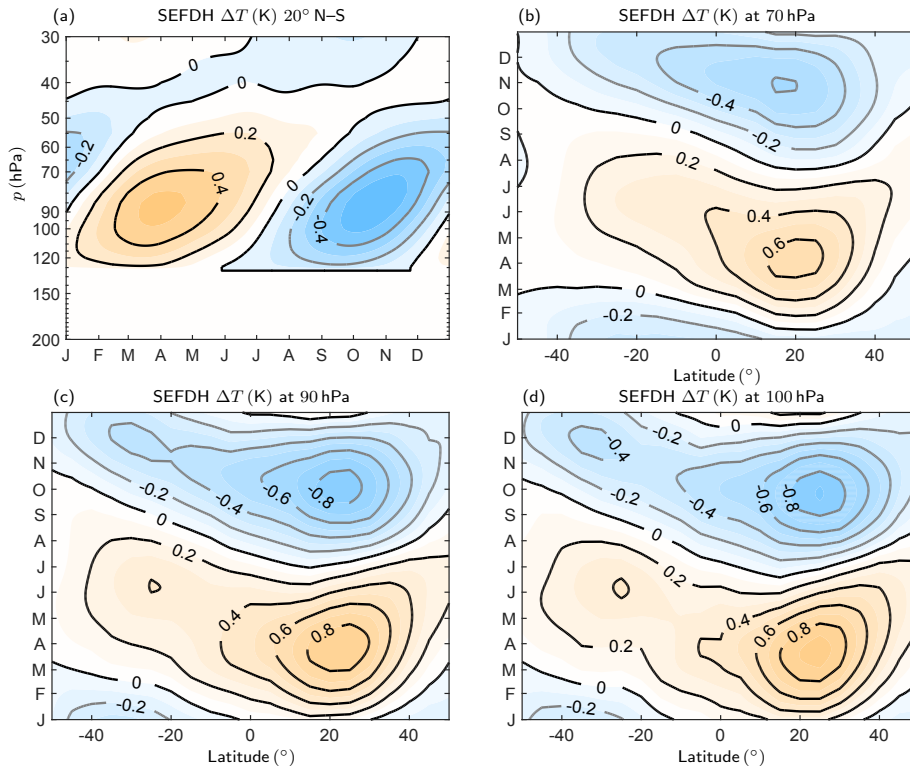 (a) SEFDH ΔT (K) 20° N–S
30
40
50
60
70
90
100
120
150
200
p (hPa)
J F M A M J J A S O N D
0
0
0.2
0.4
-0.2
0
-0.2
-0.4
(b) SEFDH ΔT (K) at 70 hPa
D
N
O
S
A
J
J
M
A
M
F
J
-0.4
-0.2
0
0.2
0.4
0.6
0
-0.2
-40 -20 0 20 40
Latitude (°)
(c) SEFDH ΔT (K) at 90 hPa
D
N
O
S
A
J
J
M
A
M
F
J
0
-0.2
-0.4
-0.6
-0.8
0
0.2
0.4
0.6
0.8
0
-0.2
-40 -20 0 20 40
Latitude (°)
(d) SEFDH ΔT (K) at 100 hPa
D
N
O
S
A
J
J
M
A
M
F
J
0
-0.2
-0.4
-0.2
-0.4
-0.6
-0.8
0
0.2
0.2
0.4
0.6
0.8
0
-0.2
-40 -20 0 20 40
Latitude (°)